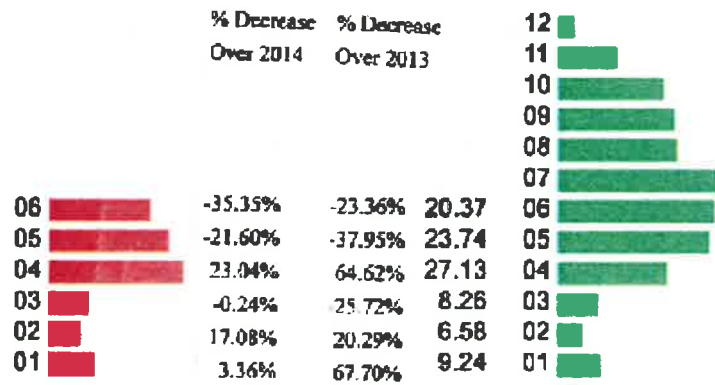 % Decrease % Decrease 12
Over 2014 Over 2013 11
10
09
08
07
06 -35.35% -23.36% 20.37 06
05 -21.60% -37.95% 23.74 05
04 23.04% 64.62% 27.13 04
03 -0.24% -25.72% 8.26 03
02 17.08% 20.29% 6.58 02
01 3.36% 67.70% 9.24 01